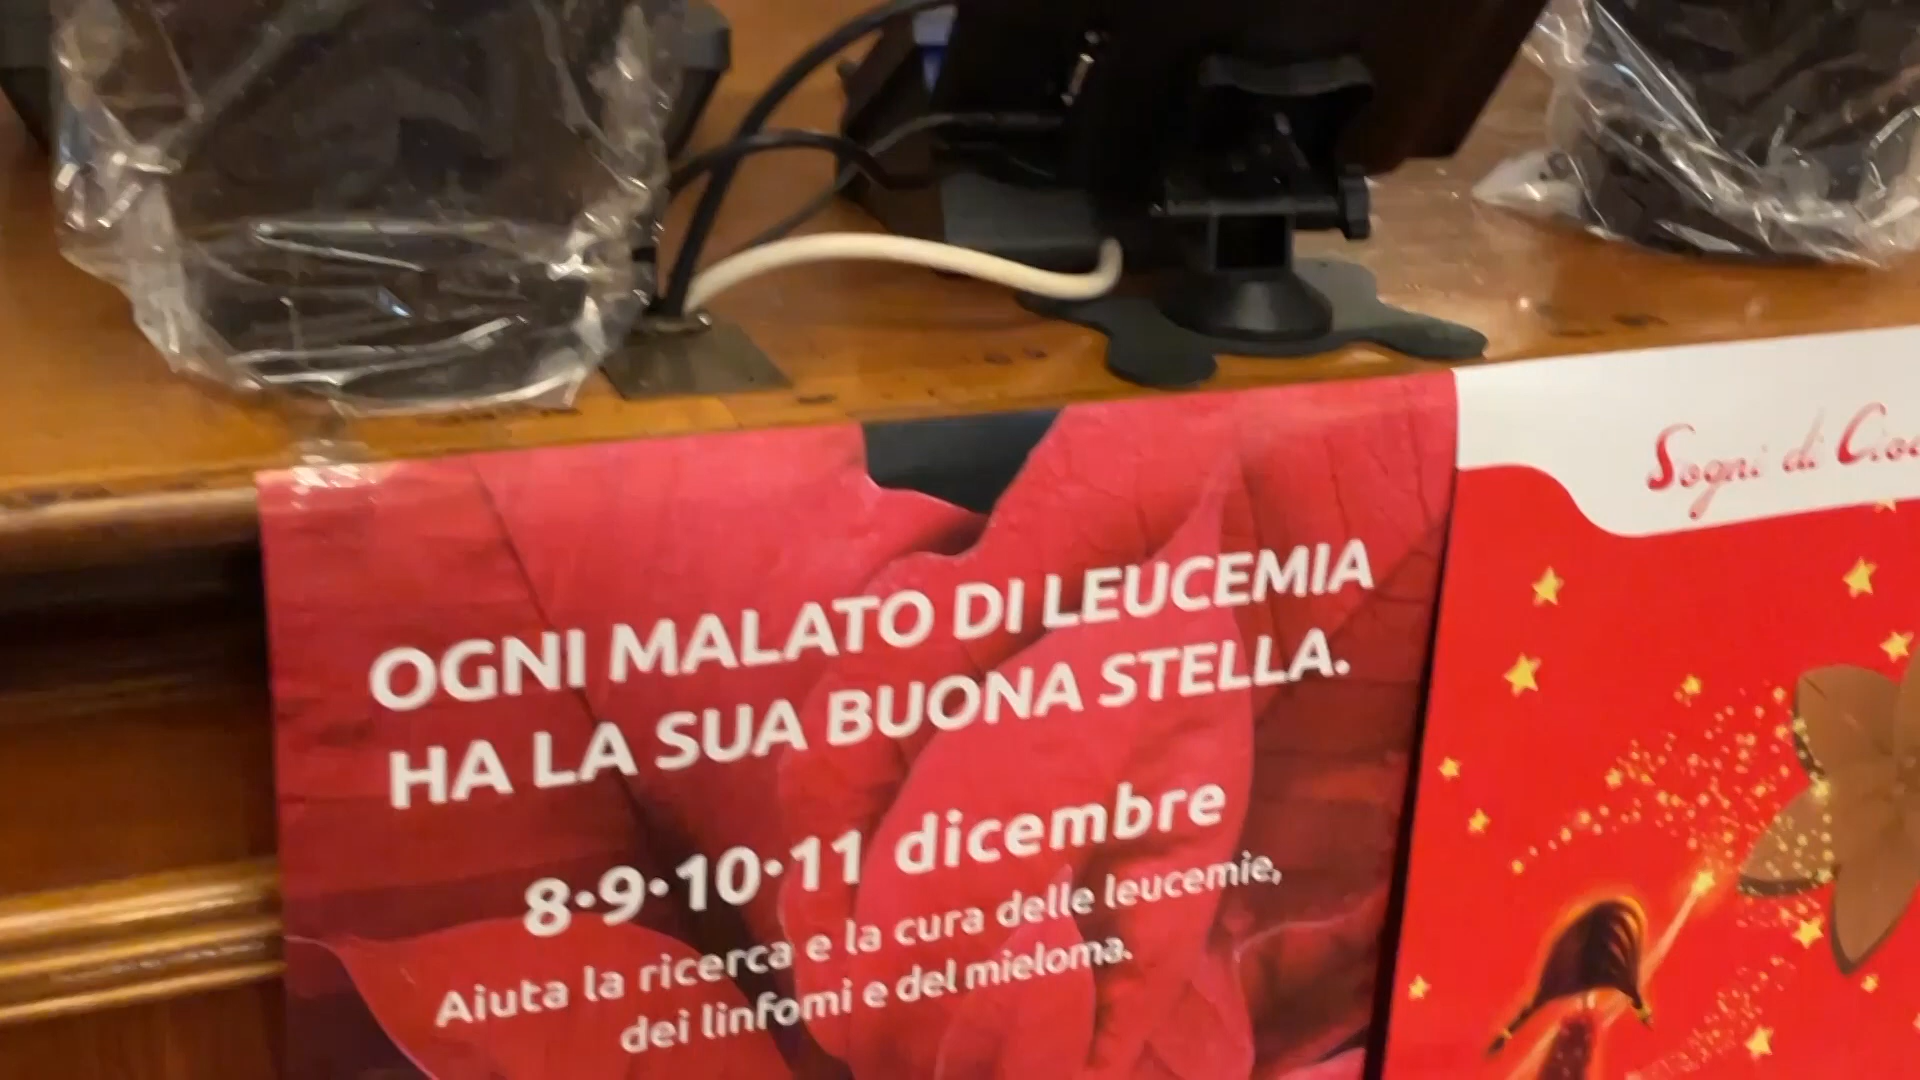 OGNI MALATO DI LEUCEMIA
HA LA SUA BUONA STELLA.
8·9·10·11 dicembre
Aiuta la ricerca e la cura delle leucemie,
dei linfomi e del mieloma.
Sogni di